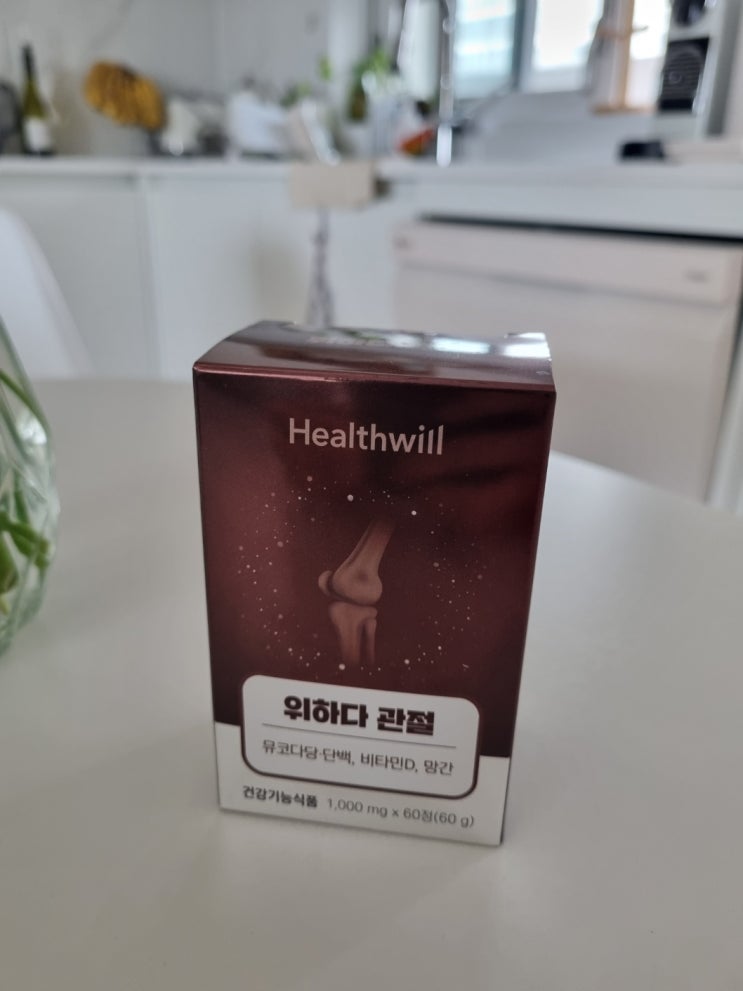 Healthwill
위하다 관절
뮤코다당·단백, 비타민D, 망간
건강기능식품 1,000 mg x 60정(60 g)